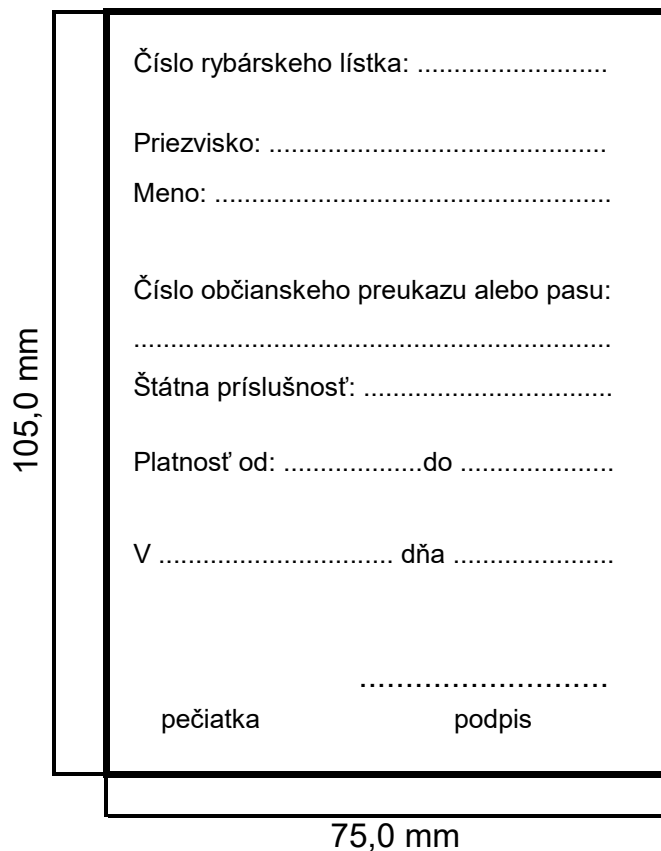 Číslo rybárskeho lístka: ..........................
Priezvisko: ..............................................
Meno: ......................................................
Číslo občianskeho preukazu alebo pasu:
.................................................................
Štátna príslušnosť: ..................................
Platnosť od: ...................do .....................
V ................................ dňa ......................
...........................
pečiatka podpis
105,0 mm
75,0 mm